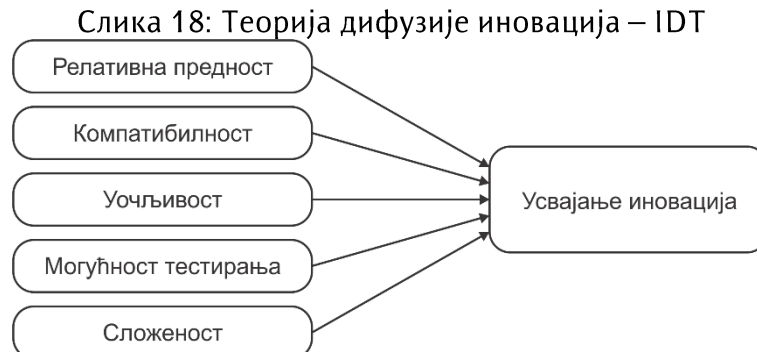 Слика 18: Теорија дифузије иновација – IDT
Релативна предност
Компатибилност
Уочљивост
Могућност тестирања
Сложеност
Усвајање иновација